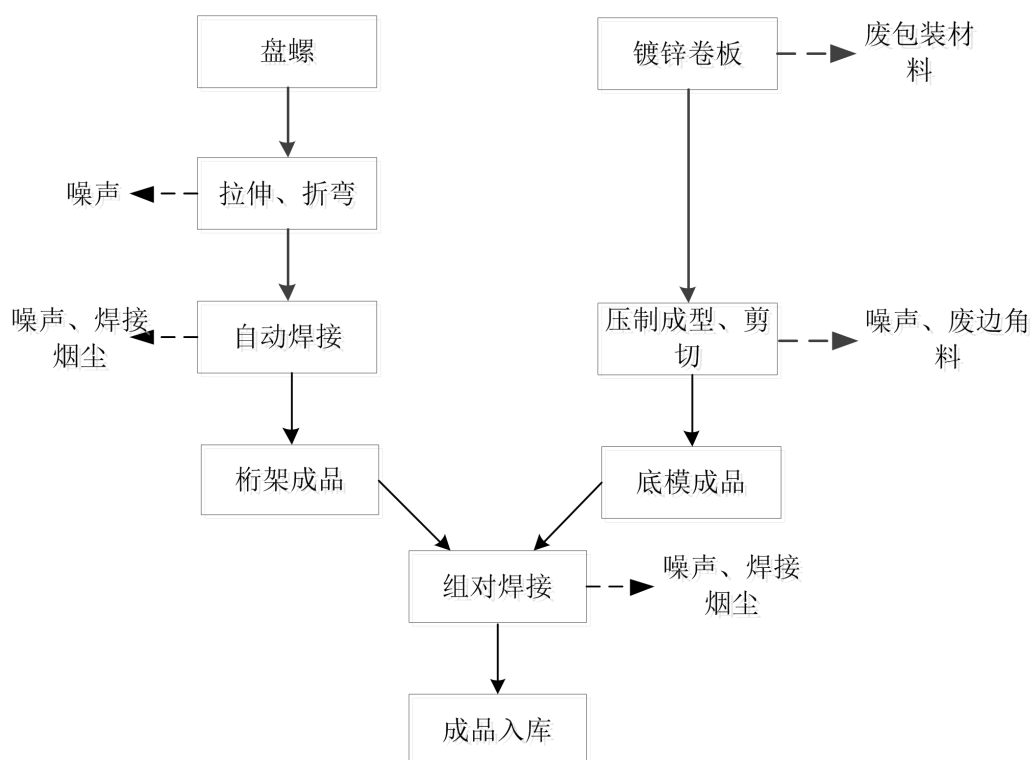 盘螺
镀锌卷板
废包装材
料
噪声
拉伸、折弯
噪声、焊接
烟尘
自动焊接
压制成型、剪
切
噪声、废边角
料
桁架成品
底模成品
组对焊接
噪声、焊接
烟尘
成品入库